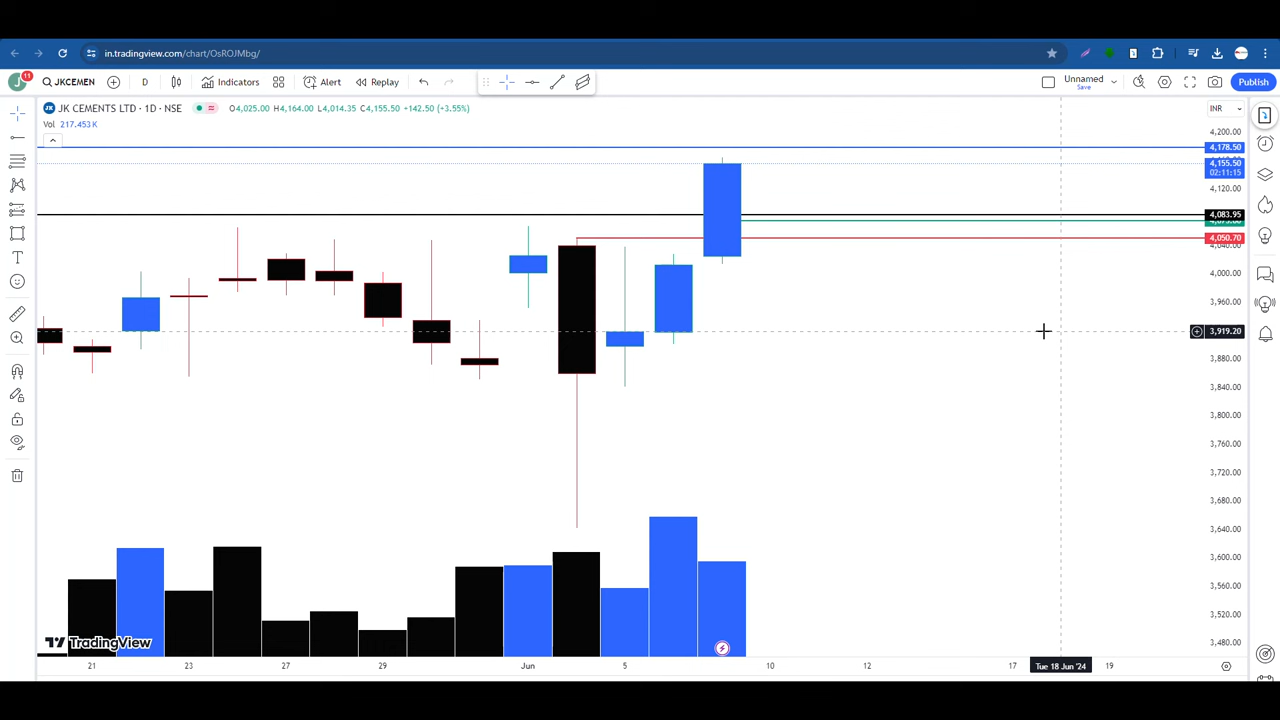 in.tradingview.com/chart/OsROJMbg/
J
11
JKCEMEN
D
Indicators
Alert
Replay
Unnamed
Save
Publish
JK CEMENTS LTD · 1D · NSE
O4,025.00 H4,164.00 L4,014.35 C4,155.50 +142.50 (+3.55%)
INR
Vol 217.453 K
4,200.00
4,178.50
4,155.50
02:11:15
4,120.00
4,083.95
4,050.70
4,000.00
3,960.00
3,919.20
3,880.00
3,840.00
3,800.00
3,760.00
3,720.00
3,680.00
3,640.00
3,600.00
3,560.00
3,520.00
3,480.00
TradingView
21 23 27 29 Jun 5 10 12 17 Tue 18 Jun '24 19